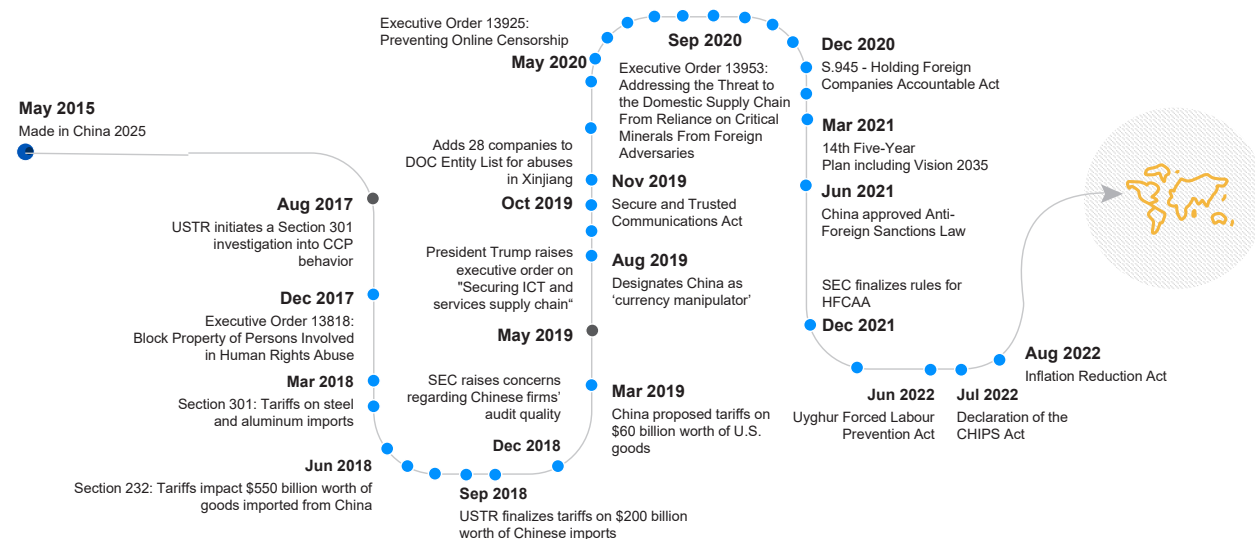 May 2015
Made in China 2025
Aug 2017
USTR initiates a Section 301
investigation into CCP
behavior
Dec 2017
Executive Order 13818:
Block Property of Persons Involved
in Human Rights Abuse
Mar 2018
Section 301: Tariffs on steel
and aluminum imports
Jun 2018
Section 232: Tariffs impact $550 billion worth of
goods imported from China
Sep 2018
USTR finalizes tariffs on $200 billion
worth of Chinese imports
SEC raises concerns
regarding Chinese firms’
audit quality
Dec 2018
Mar 2019
China proposed tariffs on
$60 billion worth of U.S.
goods
President Trump raises
executive order on
"Securing ICT and
services supply chain“
May 2019
Aug 2019
Designates China as
‘currency manipulator’
Adds 28 companies to
DOC Entity List for abuses
in Xinjiang
Oct 2019
Nov 2019
Secure and Trusted
Communications Act
Executive Order 13925:
Preventing Online Censorship
May 2020
Sep 2020
Executive Order 13953:
Addressing the Threat to
the Domestic Supply Chain
From Reliance on Critical
Minerals From Foreign
Adversaries
Dec 2020
S.945 - Holding Foreign
Companies Accountable Act
Mar 2021
14th Five-Year
Plan including Vision 2035
Jun 2021
China approved Anti-
Foreign Sanctions Law
SEC finalizes rules for
HFCAA
Dec 2021
Jun 2022
Uyghur Forced Labour
Prevention Act
Jul 2022
Declaration of the
CHIPS Act
Aug 2022
Inflation Reduction Act